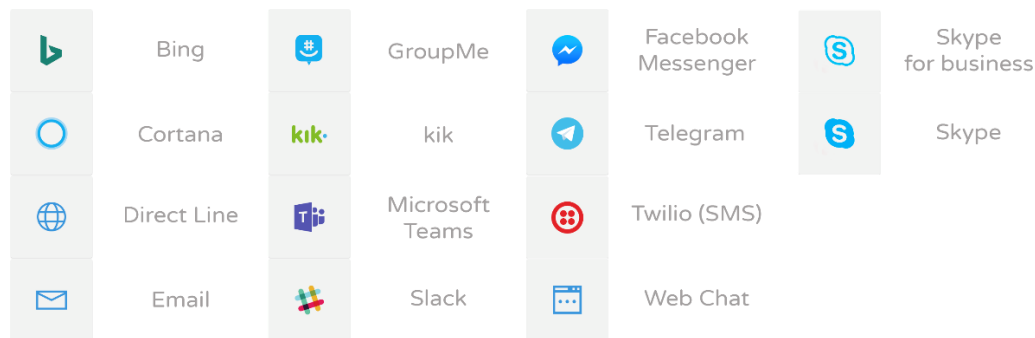 Bing
GroupMe
Facebook
Messenger
Skype
for business
Cortana
kik
kik
Telegram
S
Skype
Direct Line
T
Microsoft
Teams
Twilio (SMS)
Email
Slack
Web Chat